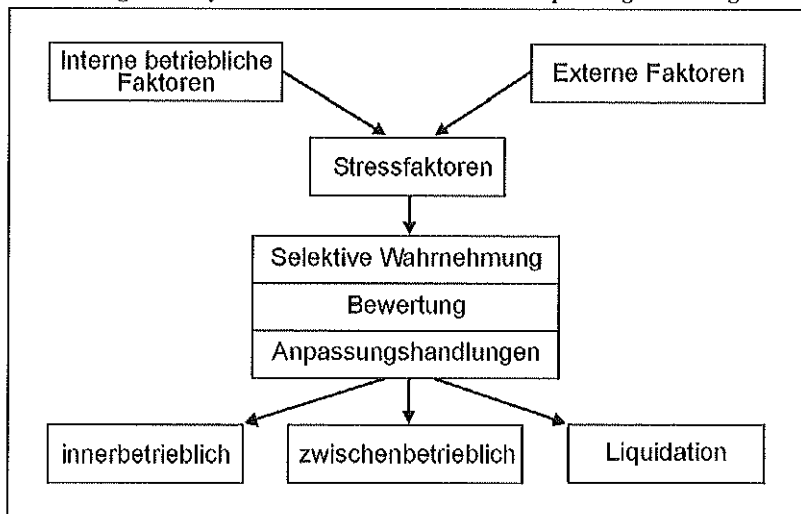 Interne betriebliche
Faktoren
Externe Faktoren
Stressfaktoren
Selektive Wahrnehmung
Bewertung
Anpassungshandlungen
innerbetrieblich
zwischenbetrieblich
Liquidation